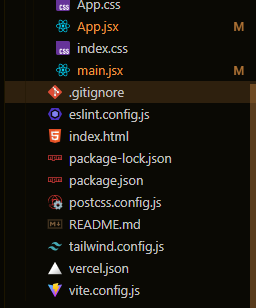 App.css
App.jsx M
index.css
main.jsx M
.gitignore
eslint.config.js
index.html
package-lock.json
package.json
postcss.config.js
README.md
tailwind.config.js
vercel.json
vite.config.js